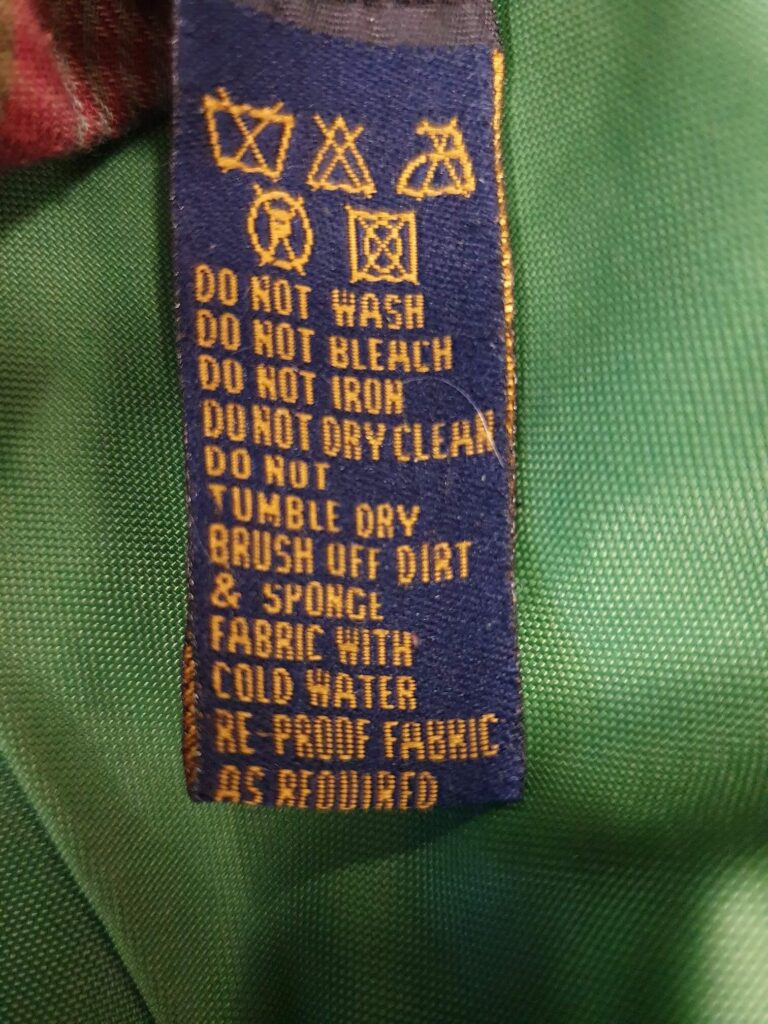 DO NOT WASH
DO NOT BLEACH
DO NOT IRON
DO NOT DRY CLEAN
DO NOT
TUMBLE DRY
BRUSH OFF DIRT
& SPONGE
FABRIC WITH
COLD WATER
RE-PROOF FABRIC
AS REQUIRED